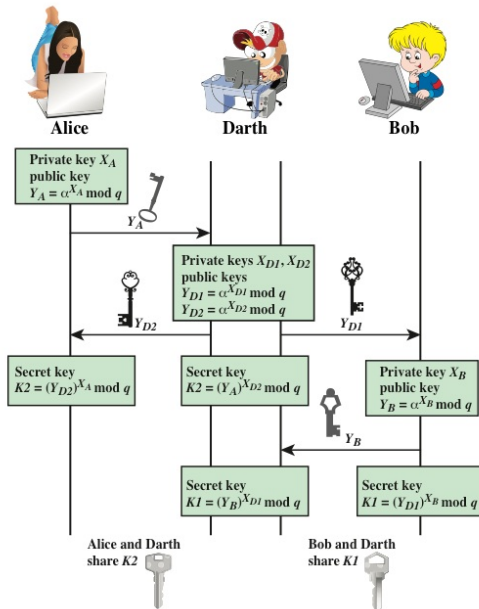 Alice
Darth
Bob
Private key X_A
public key
Y_A = α^{X_A} mod q
Y_A
Private keys X_{D1}, X_{D2}
public keys
Y_{D1} = α^{X_{D1}} mod q
Y_{D2} = α^{X_{D2}} mod q
Y_{D2}
Y_{D1}
Secret key
K2 = (Y_{D2})^{X_A} mod q
Secret key
K2 = (Y_A)^{X_{D2}} mod q
Private key X_B
public key
Y_B = α^{X_B} mod q
Y_B
Secret key
K1 = (Y_B)^{X_{D1}} mod q
Secret key
K1 = (Y_{D1})^{X_B} mod q
Alice and Darth
share K2
Bob and Darth
share K1